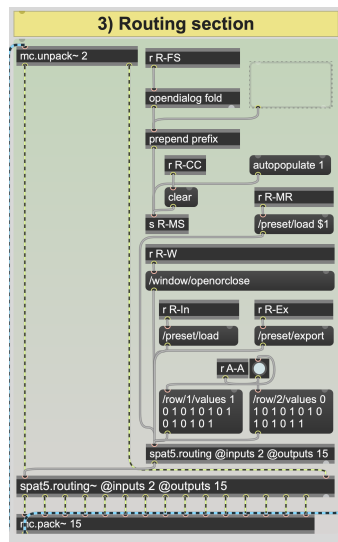 3) Routing section
mc.unpack~ 2
r R-FS
opendialog fold
prepend prefix
r R-CC
autopopulate 1
clear
r R-MR
s R-MS
/preset/load $1
r R-W
/window/openorclose
r R-In
r R-Ex
/preset/load
/preset/export
r A-A
/row/1/values 1
0 1 0 1 0 1 0 1
0 1 0 1 0 1
/row/2/values 0
1 0 1 0 1 0 1 0
1 0 1 0 1 1
spat5.routing @inputs 2 @outputs 15
spat5.routing~ @inputs 2 @outputs 15
mc.pack~ 15